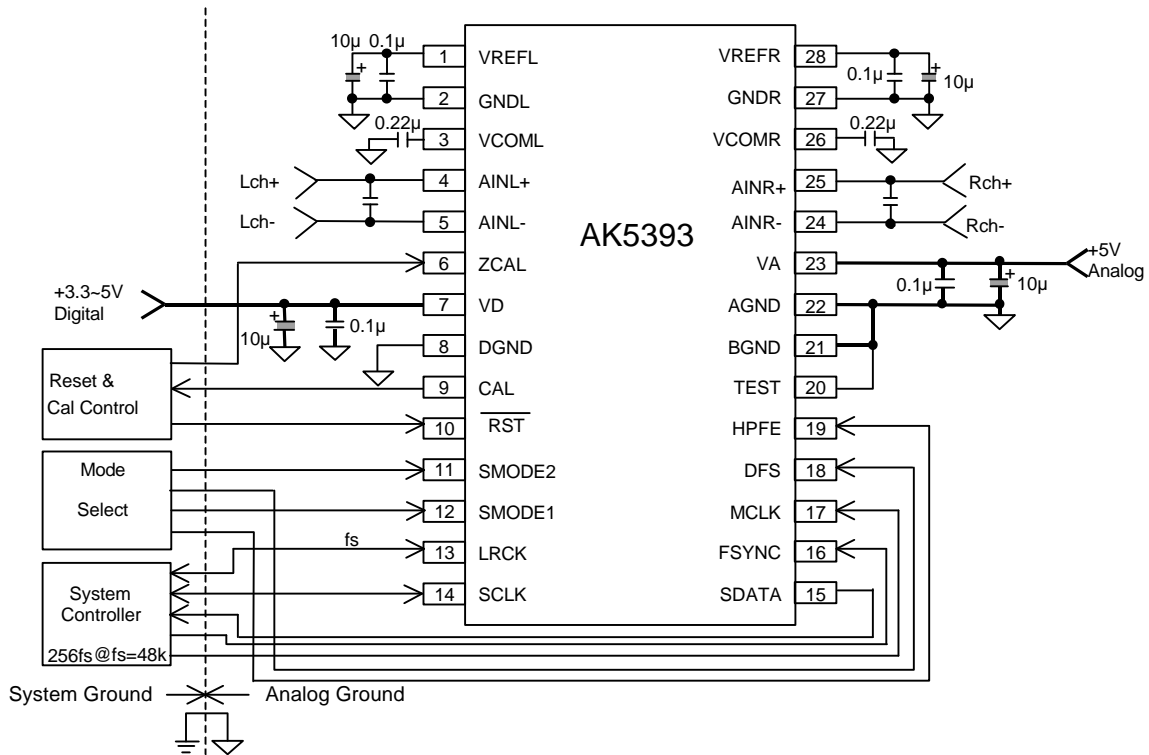 10µ 0.1µ
+
1 VREFL
VREFR 28
0.1µ
+
10µ
2 GNDL
GNDR 27
0.22µ
3 VCOML
VCOMR 26
0.22µ
Lch+
4 AINL+
AINR+ 25
Rch+
Lch-
5 AINL-
AINR- 24
Rch-
AK5393
6 ZCAL
VA 23
+5V
Analog
0.1µ
+
10µ
+3.3~5V
Digital
7 VD
AGND 22
+
10µ
0.1µ
8 DGND
BGND 21
Reset &
Cal Control
9 CAL
TEST 20
10 RST
HPFE 19
Mode
Select
11 SMODE2
DFS 18
12 SMODE1
MCLK 17
fs
13 LRCK
FSYNC 16
System
Controller
14 SCLK
SDATA 15
256fs@fs=48k
System Ground
Analog Ground